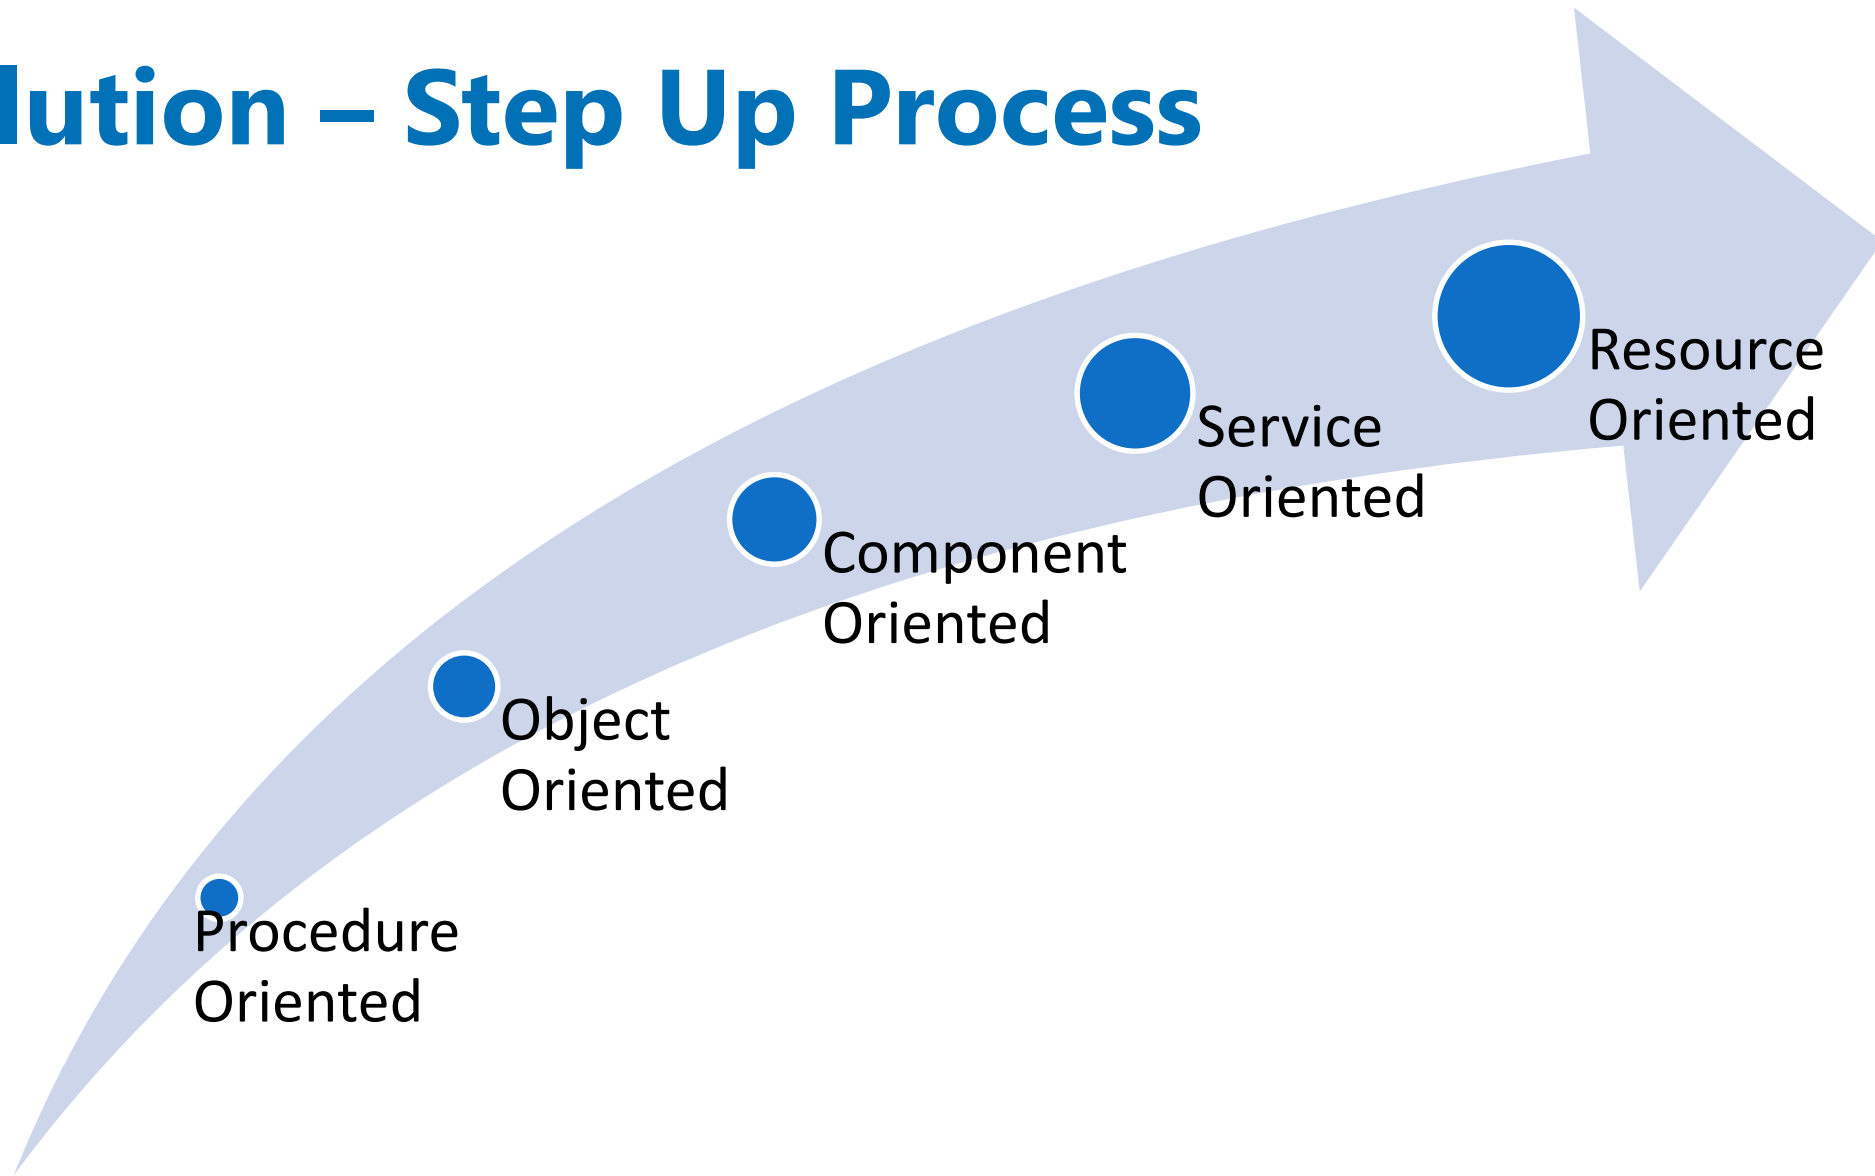 lution – Step Up Process
Resource
Oriented
Service
Oriented
Component
Oriented
Object
Oriented
Procedure
Oriented